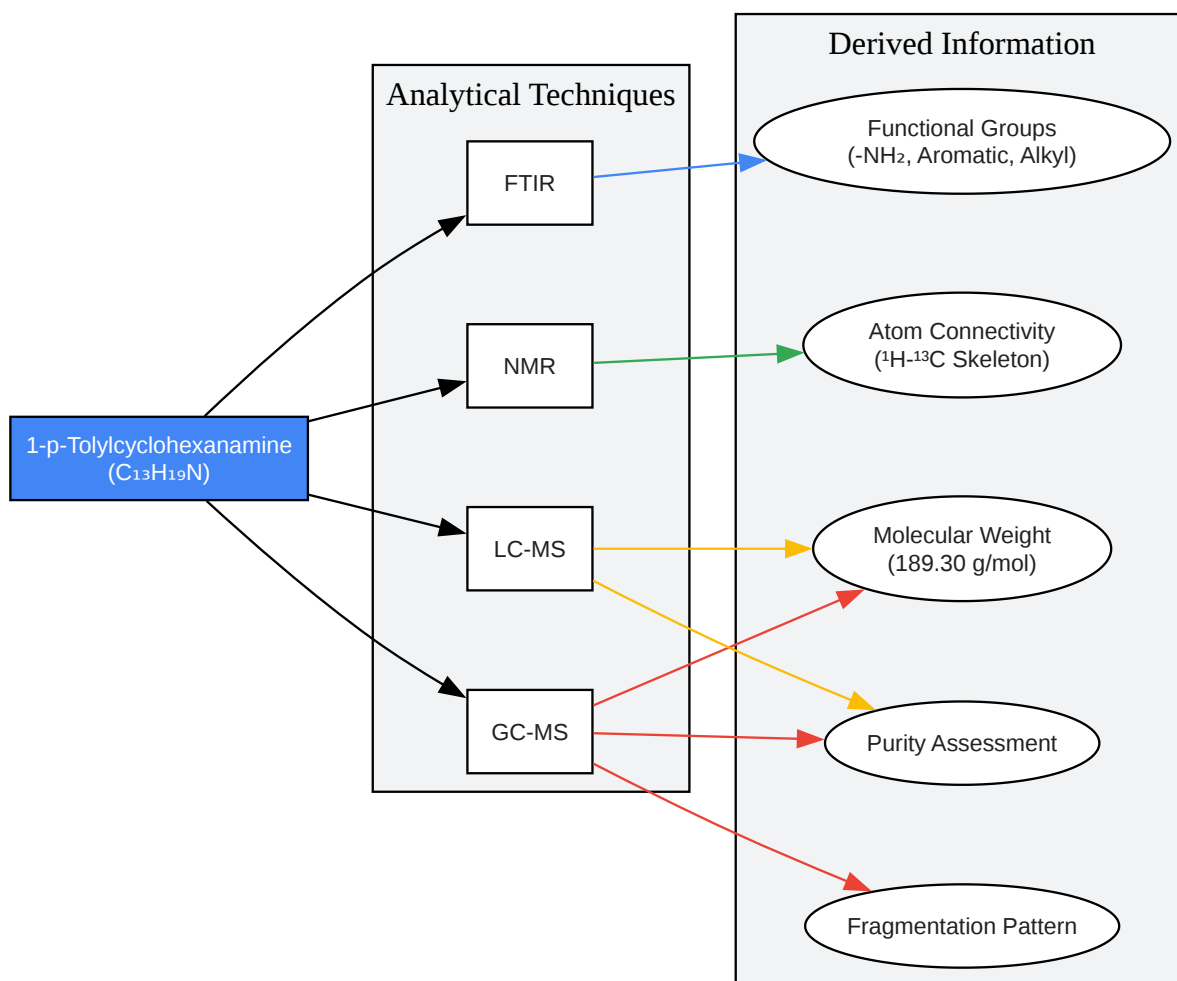 Derived Information
Analytical Techniques
Functional Groups
(-NH₂, Aromatic, Alkyl)
FTIR
Atom Connectivity
(¹H-¹³C Skeleton)
NMR
1-p-Tolylcyclohexanamine
(C₁₃H₁₉N)
LC-MS
Molecular Weight
(189.30 g/mol)
GC-MS
Purity Assessment
Fragmentation Pattern